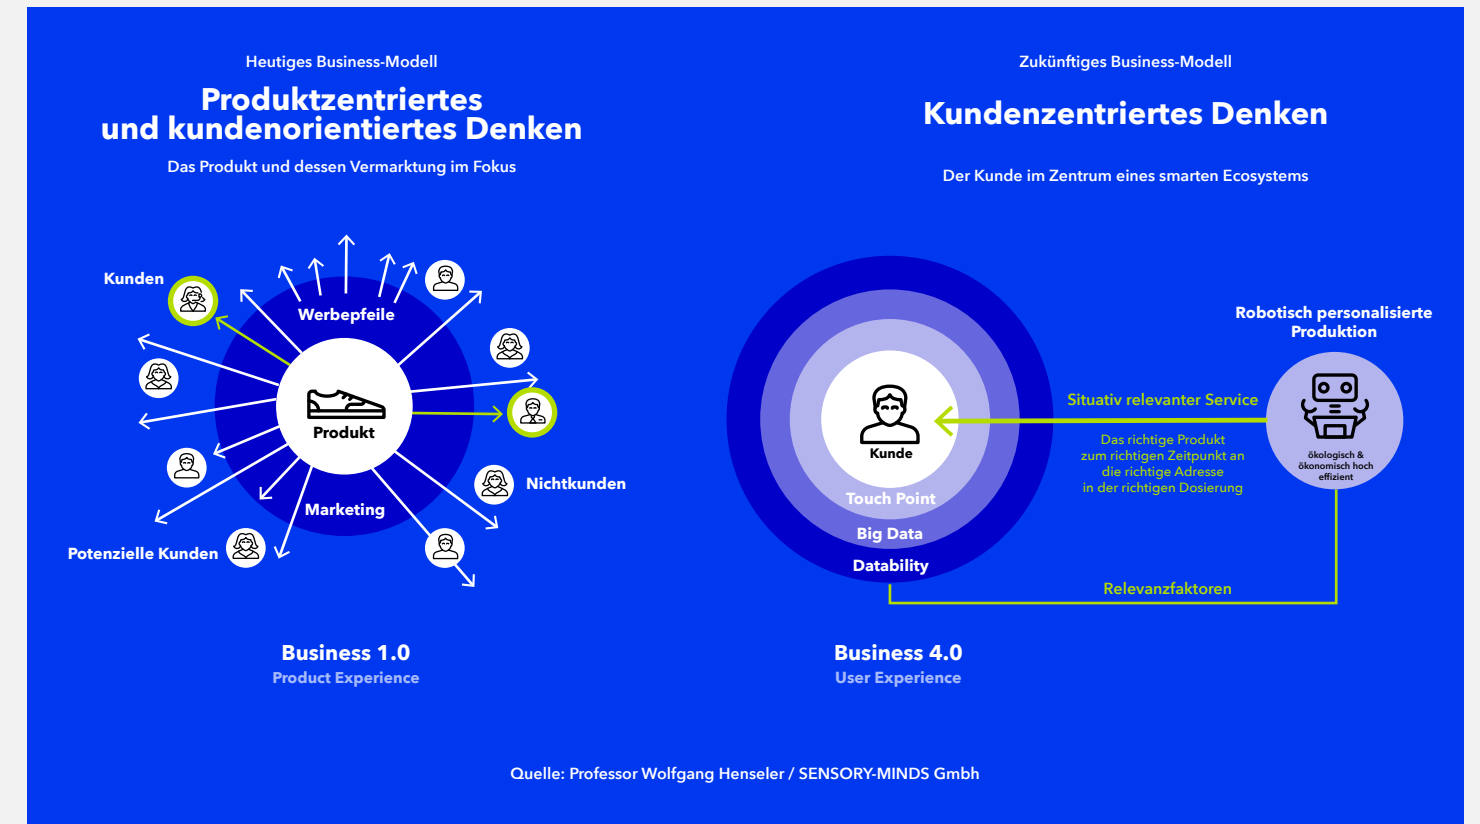 Heutiges Business-Modell
Produktzentriertes
und kundenorientiertes Denken
Das Produkt und dessen Vermarktung im Fokus
Kunden
Werbepfeile
Produkt
Marketing
Nichtkunden
Potenzielle Kunden
Business 1.0
Product Experience
Zukünftiges Business-Modell
Kundenzentriertes Denken
Der Kunde im Zentrum eines smarten Ecosystems
Robotisch personalisierte
Produktion
Situativ relevanter Service
Das richtige Produkt
zum richtigen Zeitpunkt an
die richtige Adresse
in der richtigen Dosierung
ökologisch &
ökonomisch hoch
effizient
Kunde
Touch Point
Big Data
Datability
Relevanzfaktoren
Business 4.0
User Experience
Quelle: Professor Wolfgang Henseler / SENSORY-MINDS Gmbh